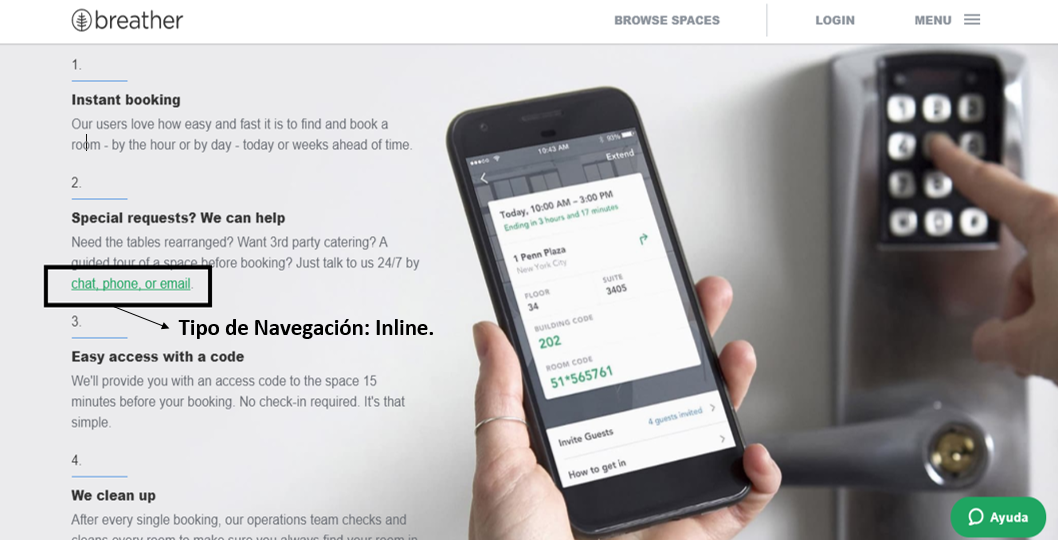 breather
BROWSE SPACES
LOGIN
MENU
1.
Instant booking
Our users love how easy and fast it is to find and book a
room - by the hour or by day - today or weeks ahead of time.
2.
Special requests? We can help
Need the tables rearranged? Want 3rd party catering? A
guided tour of a space before booking? Just talk to us 24/7 by
chat, phone, or email.
Tipo de Navegación: Inline.
3.
Easy access with a code
We'll provide you with an access code to the space 15
minutes before your booking. No check-in required. It's that
simple.
4.
We clean up
After every single booking, our operations team checks and
cleans every room to make sure you always find your room in
10:43 AM
93%
Extend
Today, 10:00 AM – 3:00 PM
Ending in 3 hours and 17 minutes
1 Penn Plaza
New York City
FLOOR
34
SUITE
3405
BUILDING CODE
202
ROOM CODE
51*565761
Invite Guests
4 guests invited
How to get in
1 2 3
4
7 8
Ayuda